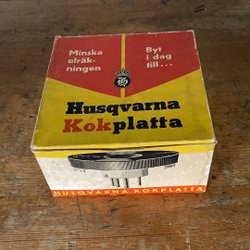 Minska
elräk-
ningen
Byt
i dag
till...
Husqvarna
Kokplatta
HUSQVARNA KOKPLATTA